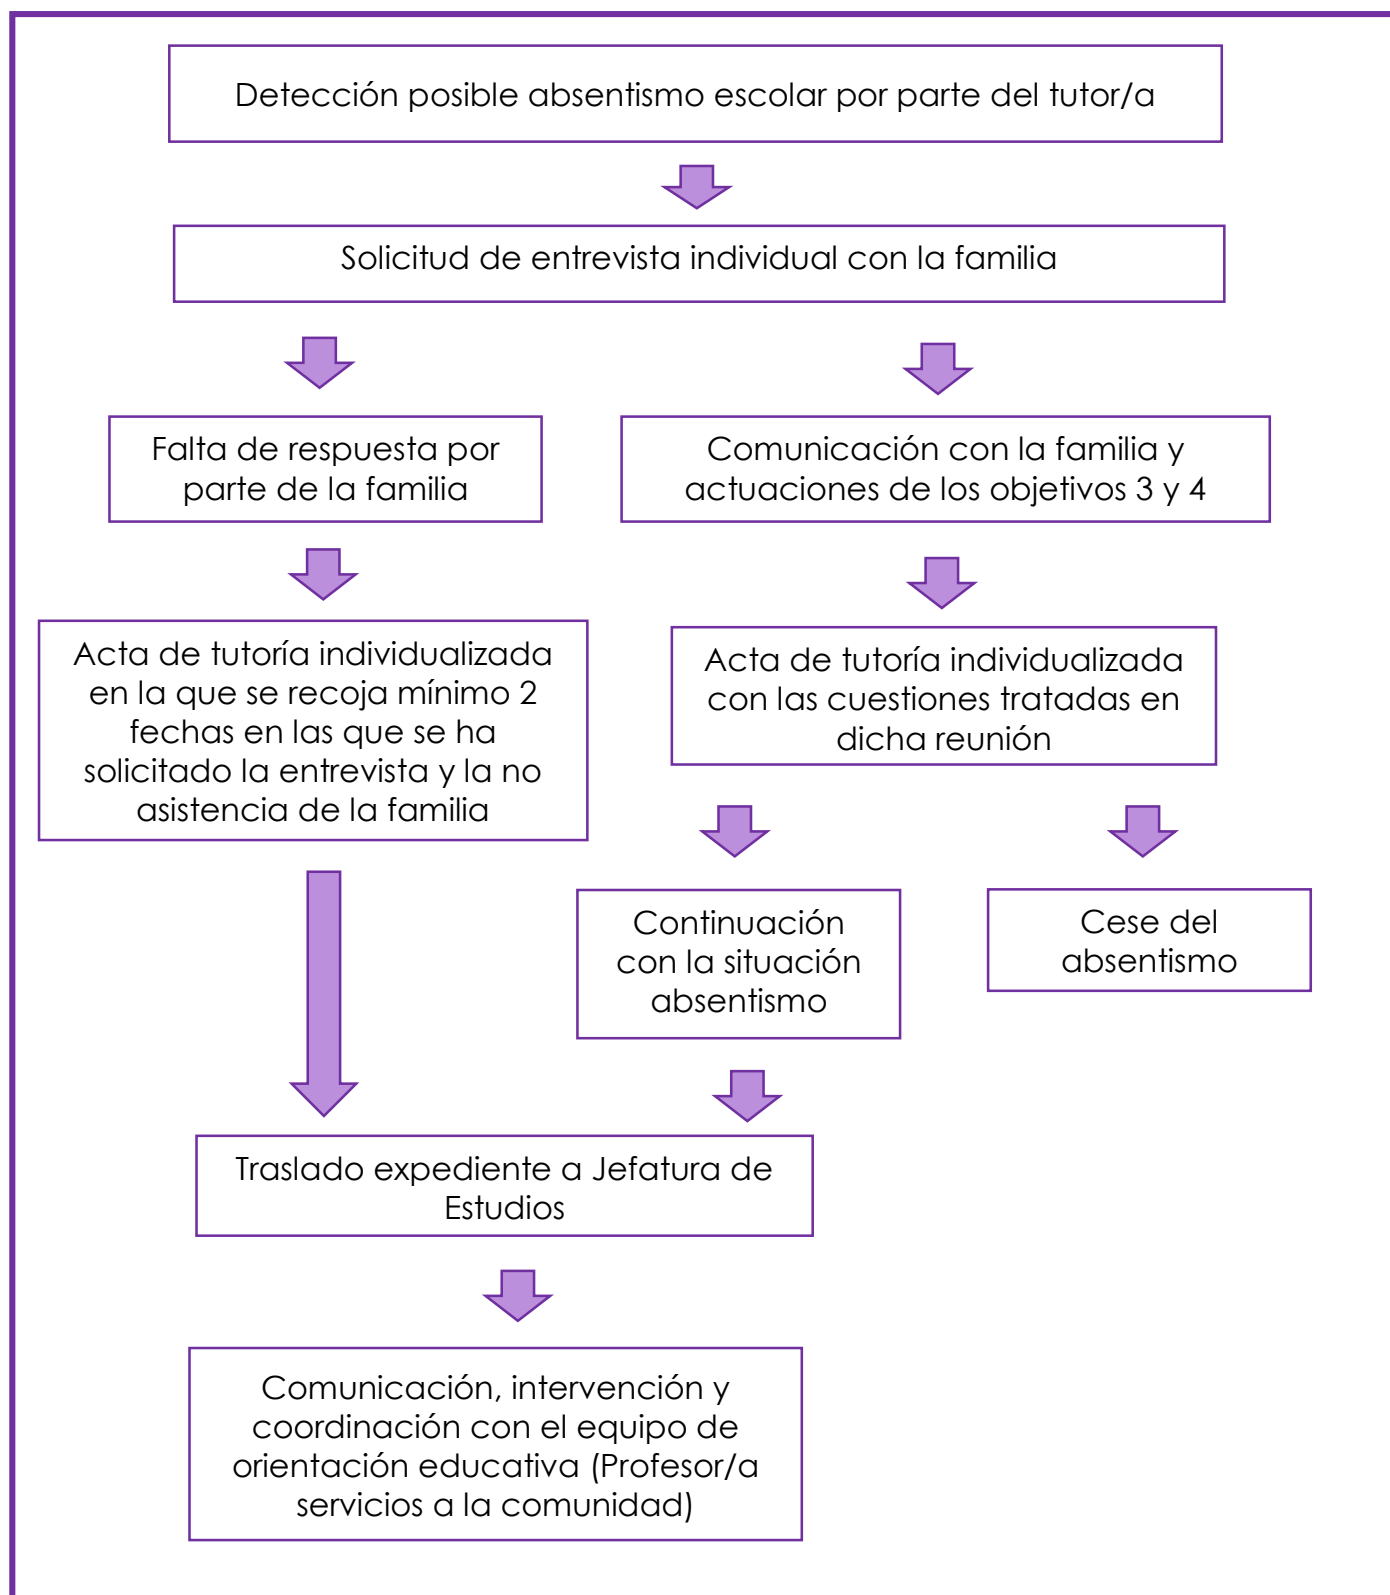 Detección posible absentismo escolar por parte del tutor/a
Solicitud de entrevista individual con la familia
Falta de respuesta por
parte de la familia
Comunicación con la familia y
actuaciones de los objetivos 3 y 4
Acta de tutoría individualizada
en la que se recoja mínimo 2
fechas en las que se ha
solicitado la entrevista y la no
asistencia de la familia
Acta de tutoría individualizada
con las cuestiones tratadas en
dicha reunión
Continuación
con la situación
absentismo
Cese del
absentismo
Traslado expediente a Jefatura de
Estudios
Comunicación, intervención y
coordinación con el equipo de
orientación educativa (Profesor/a
servicios a la comunidad)